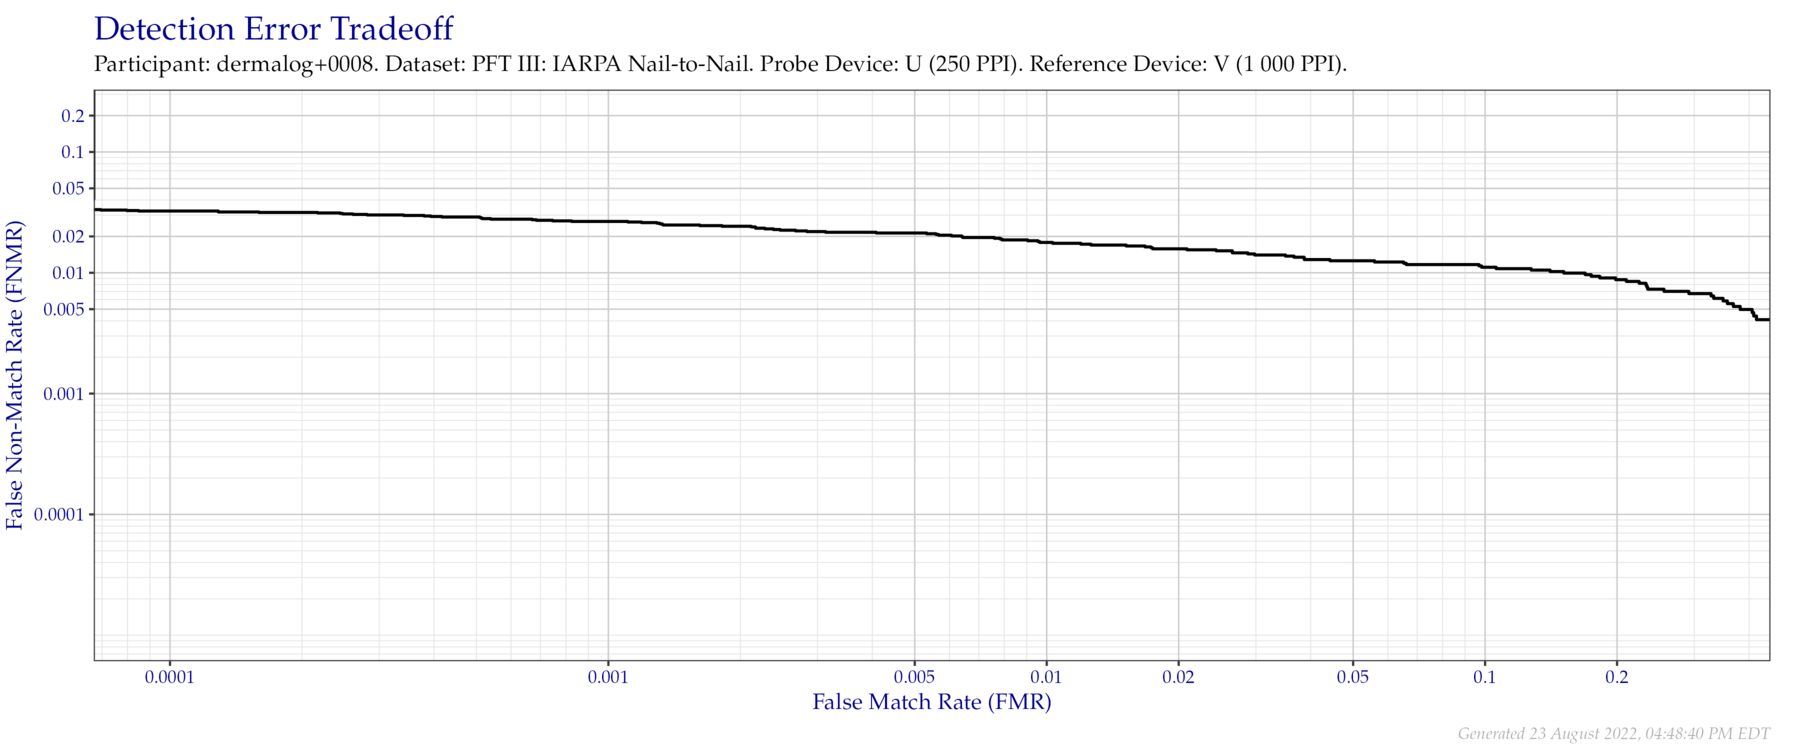 Detection Error Tradeoff
Participant: dermalog+0008. Dataset: PFT III: IARPA Nail-to-Nail. Probe Device: U (250 PPI). Reference Device: V (1 000 PPI).
False Non-Match Rate (FNMR)
0.2
0.1
0.05
0.02
0.01
0.005
0.001
0.0001
0.0001 0.001 0.005 0.01 0.02 0.05 0.1 0.2
False Match Rate (FMR)
Generated 23 August 2022, 04:48:40 PM EDT